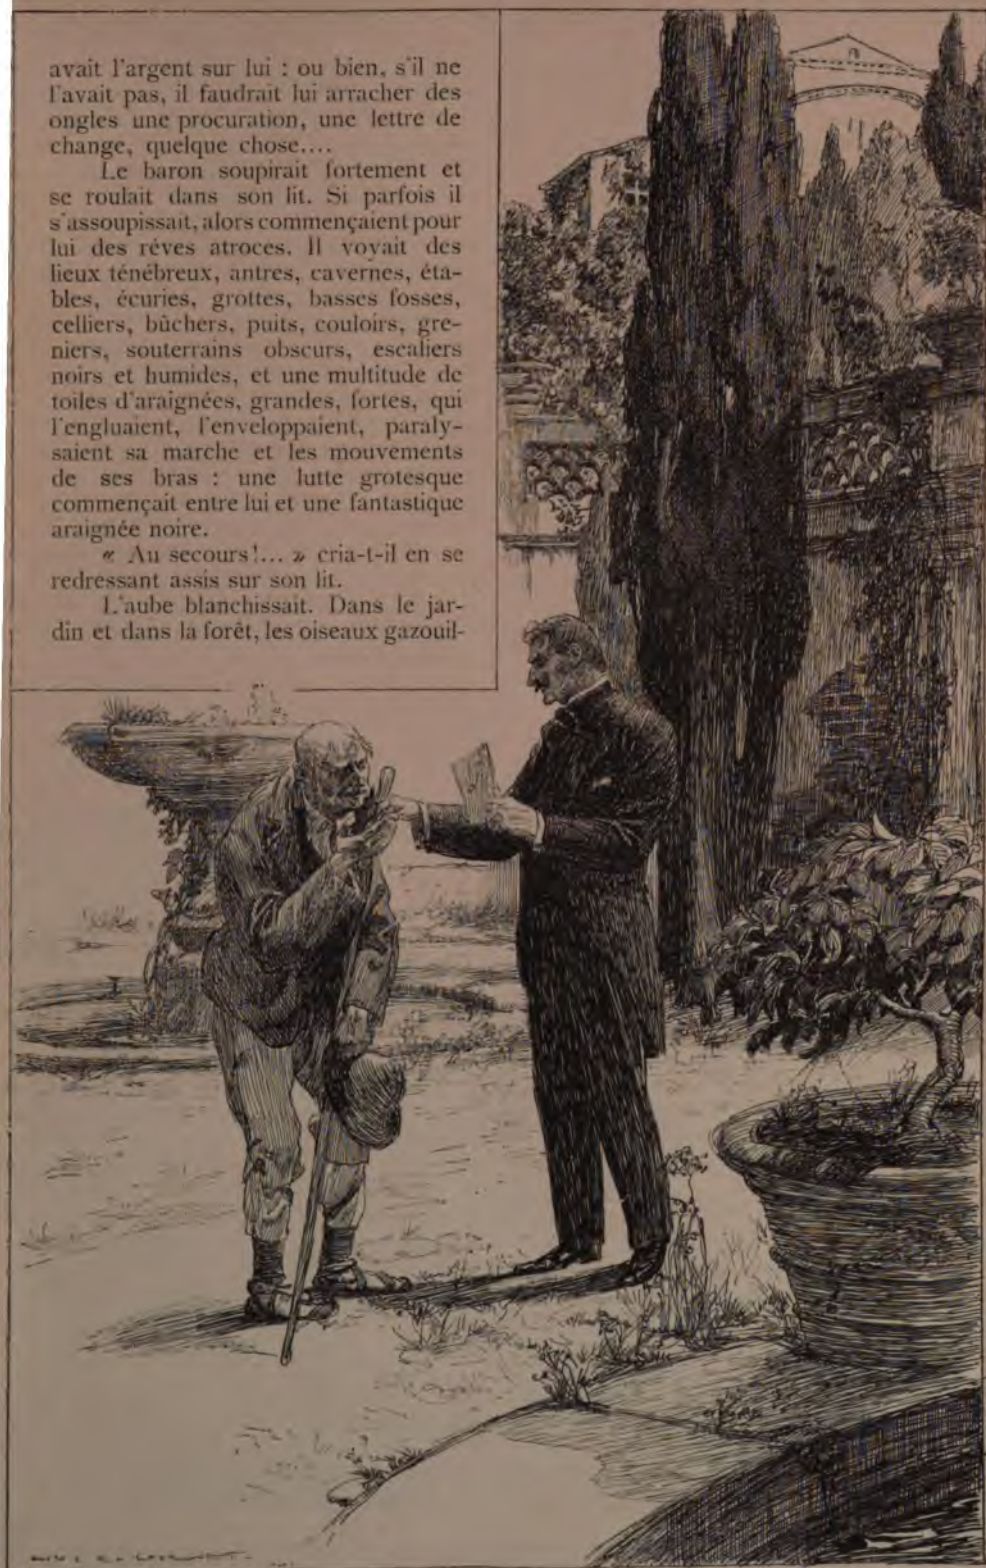 avait l'argent sur lui : ou bien, s'il ne
l'avait pas, il faudrait lui arracher des
ongles une procuration, une lettre de
change, quelque chose....
Le baron soupirait fortement et
se roulait dans son lit. Si parfois il
s'assoupissait, alors commençaient pour
lui des rêves atroces. Il voyait des
lieux ténébreux, antres, cavernes, éta-
bles, écuries, grottes, basses fosses,
celliers, bûchers, puits, couloirs, gre-
niers, souterrains obscurs, escaliers
noirs et humides, et une multitude de
toiles d'araignées, grandes, fortes, qui
l'engluaient, l'enveloppaient, paraly-
saient sa marche et les mouvements
de ses bras : une lutte grotesque
commençait entre lui et une fantastique
araignée noire.
« Au secours!... » cria-t-il en se
redressant assis sur son lit.
L'aube blanchissait. Dans le jar-
din et dans la forêt, les oiseaux gazouil-